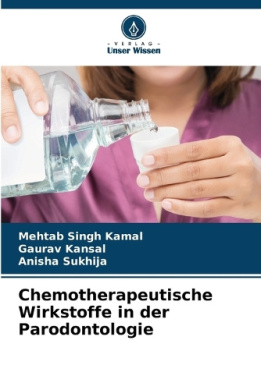 - VERLAG -
Unser Wissen
Mehtab Singh Kamal
Gaurav Kansal
Anisha Sukhija
Chemotherapeutische
Wirkstoffe in der
Parodontologie